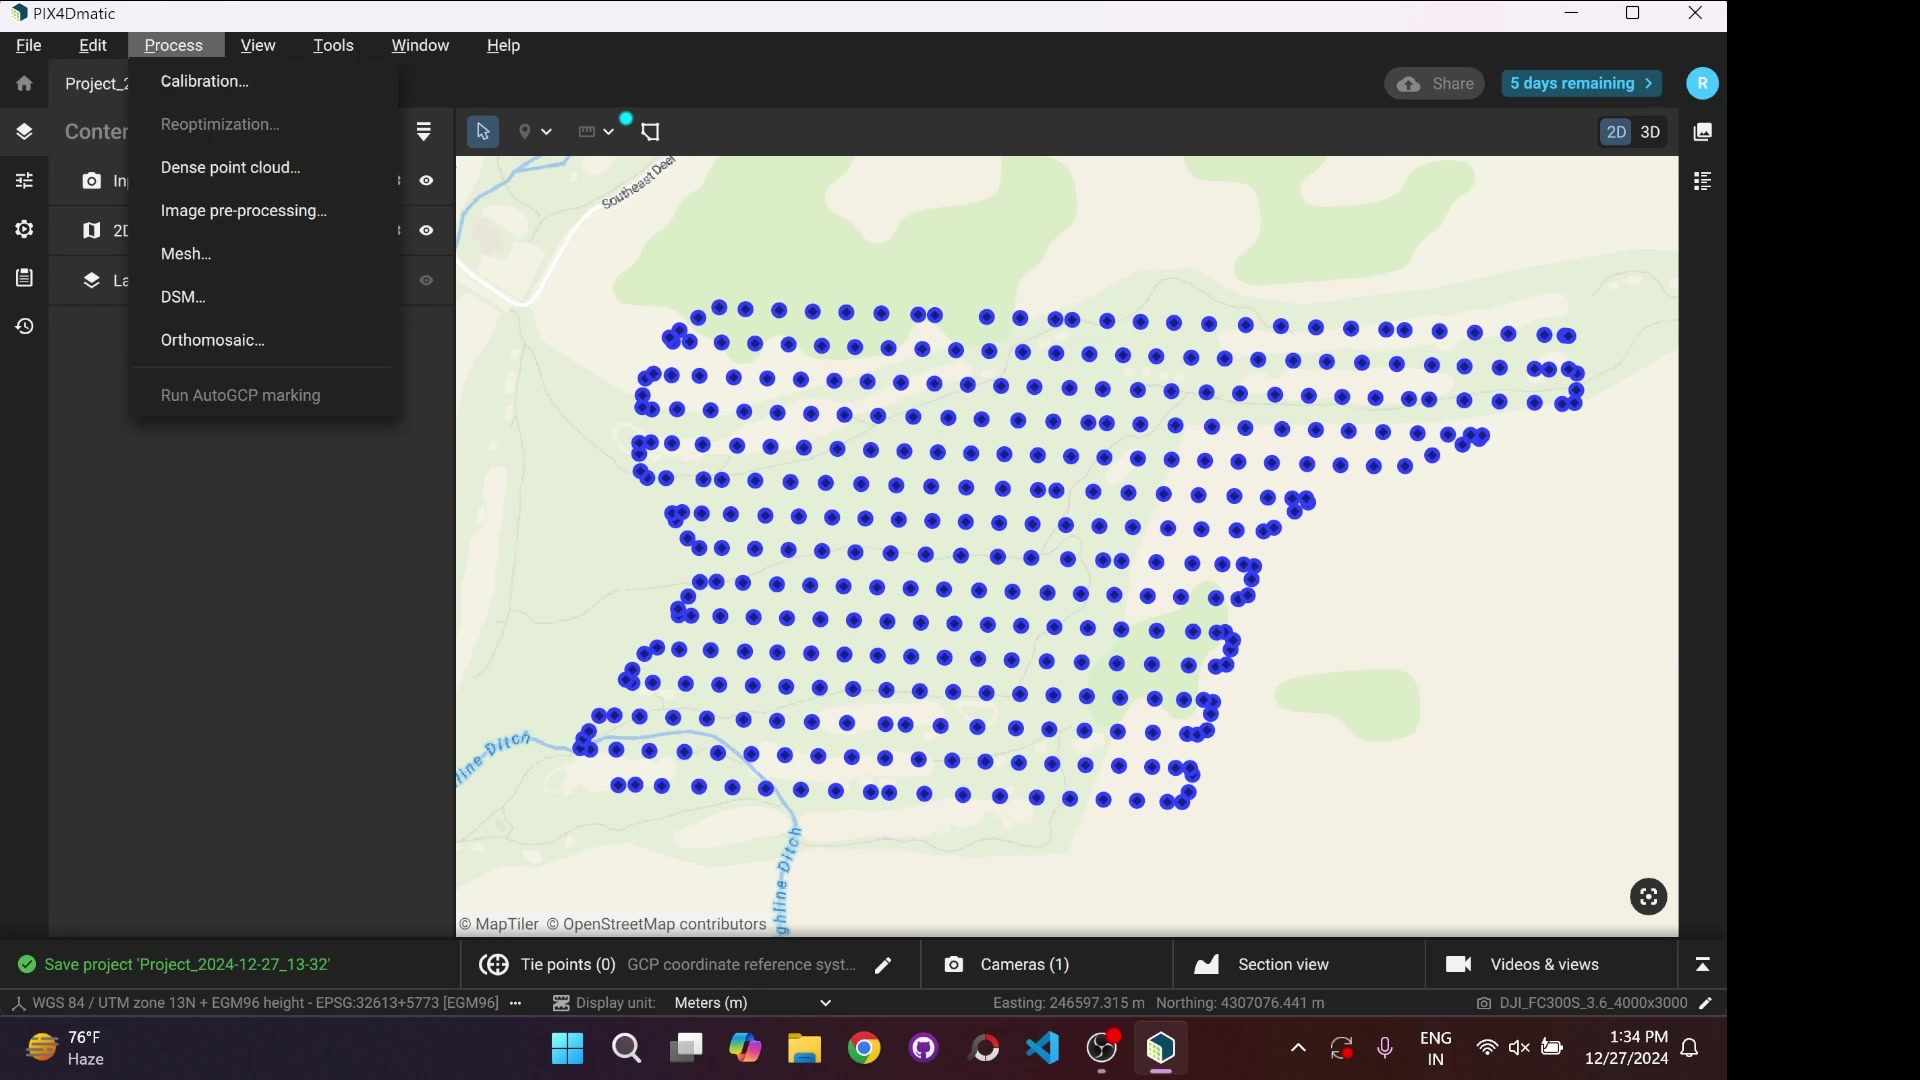 PIX4Dmatic
File Edit Process View Tools Window Help
Project_2
Share
5 days remaining
R
Calibration...
Reoptimization...
Dense point cloud...
Image pre-processing...
Mesh...
DSM...
Orthomosaic...
Run AutoGCP marking
Conter
In
2D
La
2D 3D
Southeast Deer
line Ditch
ghline Ditch
© MapTiler © OpenStreetMap contributors
Save project 'Project_2024-12-27_13-32'
Tie points (0) GCP coordinate reference syst...
Cameras (1)
Section view
Videos & views
WGS 84 / UTM zone 13N + EGM96 height - EPSG:32613+5773 [EGM96] ...
Display unit: Meters (m)
Easting: 246597.315 m Northing: 4307076.441 m
DJI_FC300S_3.6_4000x3000
76°F
Haze
ENG
IN
1:34 PM
12/27/2024